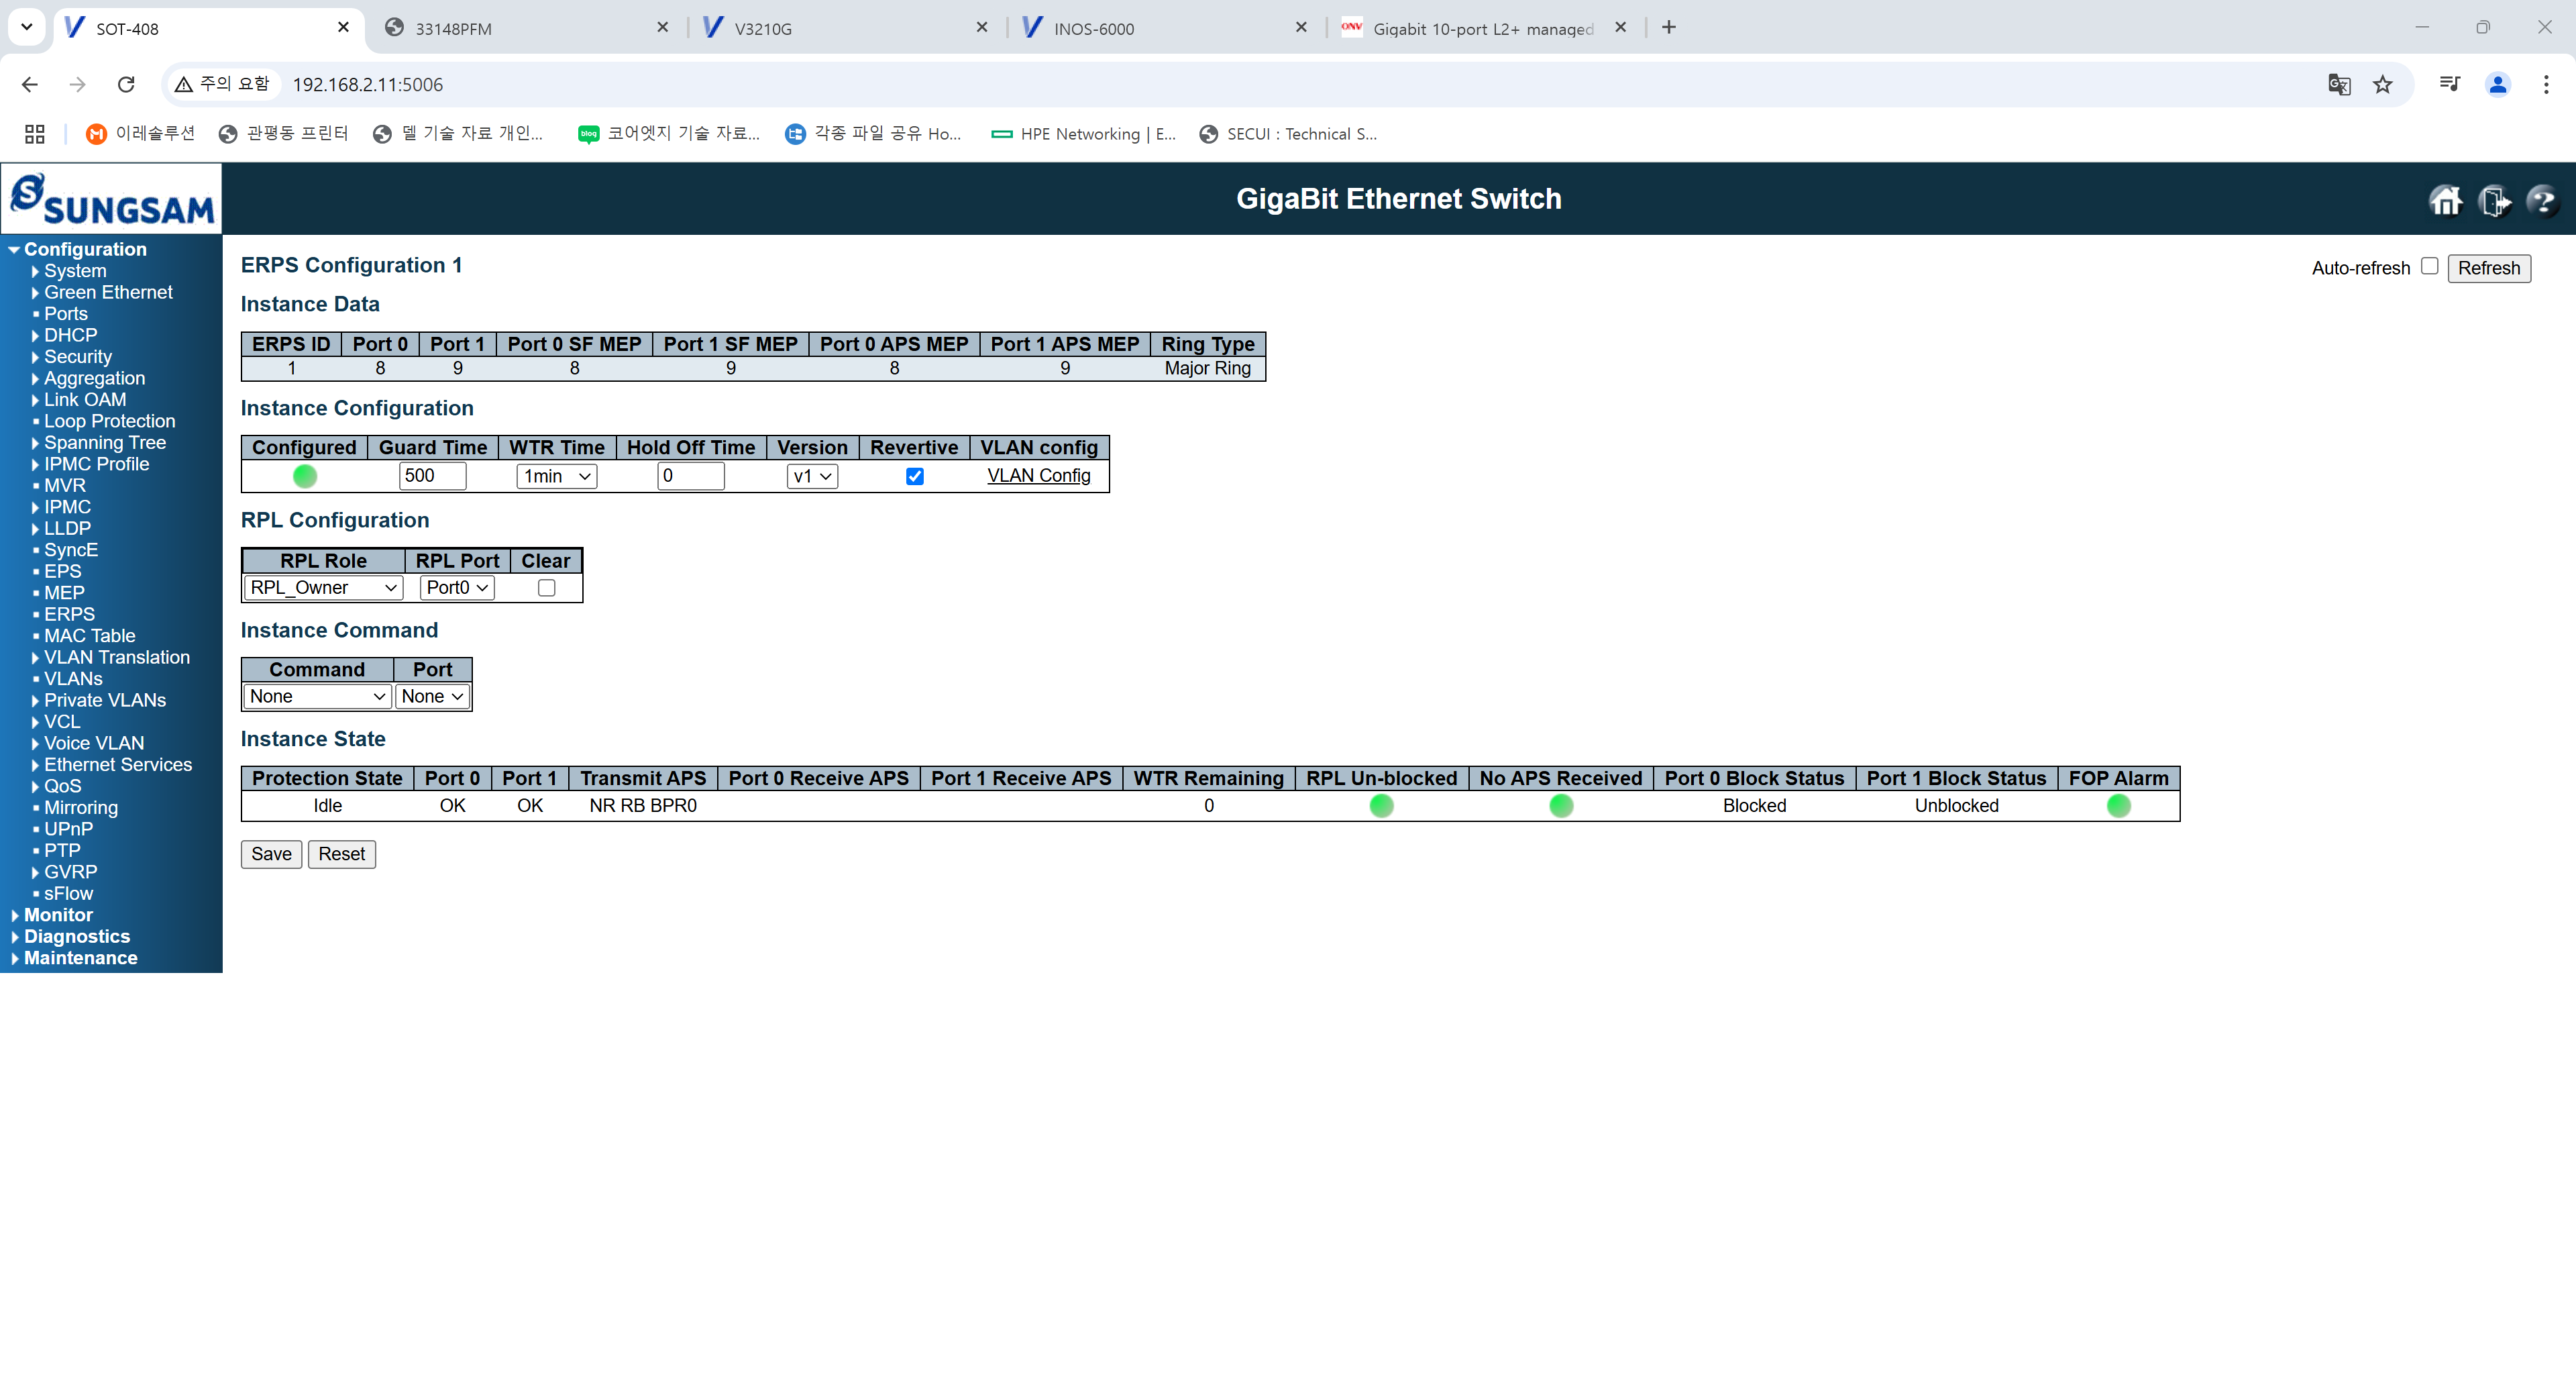 SOT-408
33148PFM
V3210G
INOS-6000
ONV Gigabit 10-port L2+ managed
주의 요함 192.168.2.11:5006
이레솔루션
관평동 프린터
델 기술 자료 개인...
blog 코어엣지 기술 자료...
각종 파일 공유 Ho...
HPE Networking | E...
SECUI : Technical S...
SUNGSAM
GigaBit Ethernet Switch
Configuration
System
Green Ethernet
Ports
DHCP
Security
Aggregation
Link OAM
Loop Protection
Spanning Tree
IPMC Profile
MVR
IPMC
LLDP
SyncE
EPS
MEP
ERPS
MAC Table
VLAN Translation
VLANs
Private VLANs
VCL
Voice VLAN
Ethernet Services
QoS
Mirroring
UPnP
PTP
GVRP
sFlow
Monitor
Diagnostics
Maintenance
ERPS Configuration 1
Auto-refresh Refresh
Instance Data
ERPS ID Port 0 Port 1 Port 0 SF MEP Port 1 SF MEP Port 0 APS MEP Port 1 APS MEP Ring Type
1 8 9 8 9 8 9 Major Ring
Instance Configuration
Configured Guard Time WTR Time Hold Off Time Version Revertive VLAN config
500 1min 0 v1 VLAN Config
RPL Configuration
RPL Role RPL Port Clear
RPL_Owner Port0
Instance Command
Command Port
None None
Instance State
Protection State Port 0 Port 1 Transmit APS Port 0 Receive APS Port 1 Receive APS WTR Remaining RPL Un-blocked No APS Received Port 0 Block Status Port 1 Block Status FOP Alarm
Idle OK OK NR RB BPR0 0 Blocked Unblocked
Save Reset